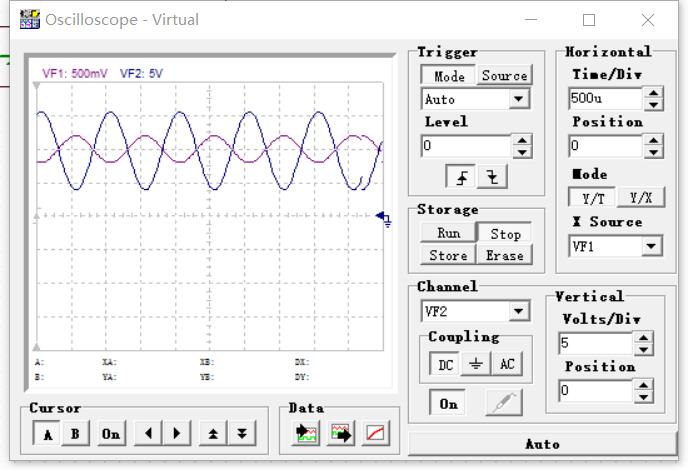 Oscilloscope - Virtual
VF1: 500mV VF2: 5V
A: XA: XB: DX:
B: YA: YB: DY:
Cursor
A B On
Data
Trigger
Mode Source
Auto
Level
0
Storage
Run Stop
Store Erase
Horizontal
Time/Div
500u
Position
0
Mode
Y/T Y/X
X Source
VF1
Channel
VF2
Coupling
DC AC
On
Vertical
Volts/Div
5
Position
0
Auto